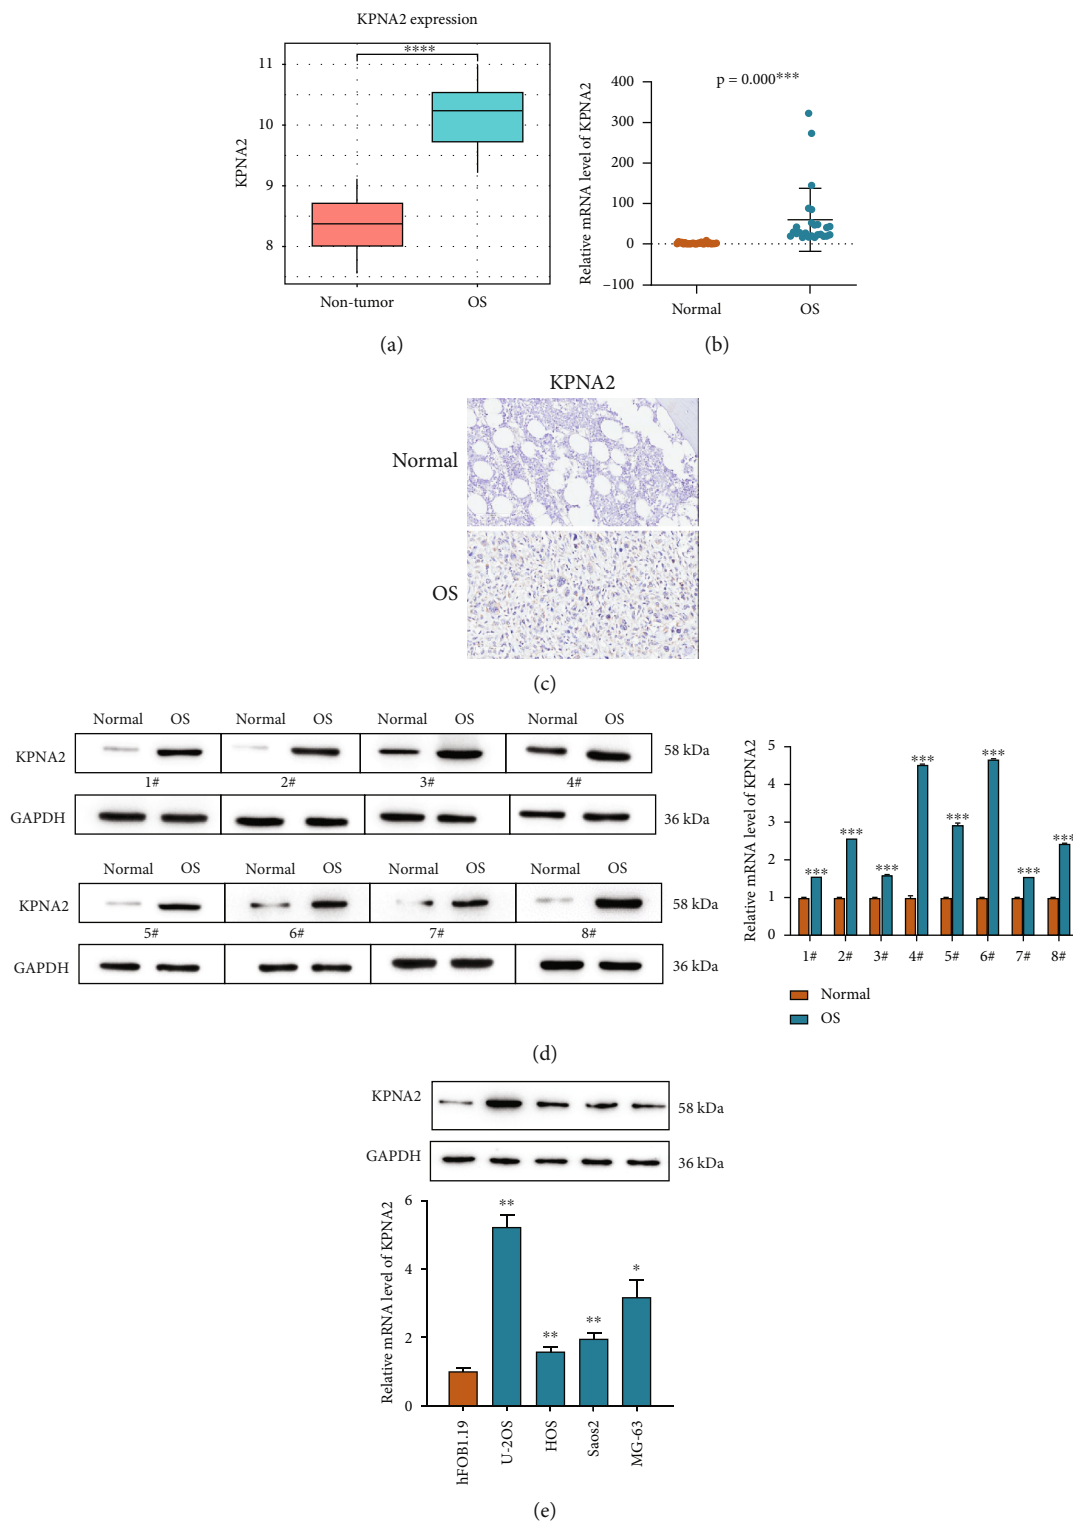 KPNA2 expression
****
11
10
9
8
KPNA2
Non-tumor OS
(a)
p = 0.000***
400
300
200
100
0
–100
Relative mRNA level of KPNA2
Normal OS
(b)
KPNA2
Normal
OS
(c)
Normal OS Normal OS Normal OS Normal OS
KPNA2 58 kDa
1# 2# 3# 4#
GAPDH 36 kDa
Normal OS Normal OS Normal OS Normal OS
KPNA2 58 kDa
5# 6# 7# 8#
GAPDH 36 kDa
Relative mRNA level of KPNA2
5
4
3
2
1
0
*** *** *** *** *** *** *** ***
1# 2# 3# 4# 5# 6# 7# 8#
Normal
OS
(d)
KPNA2 58 kDa
GAPDH 36 kDa
Relative mRNA level of KPNA2
6
4
2
0
** ** ** *
hFOB1.19 U-2OS HOS Saos2 MG-63
(e)